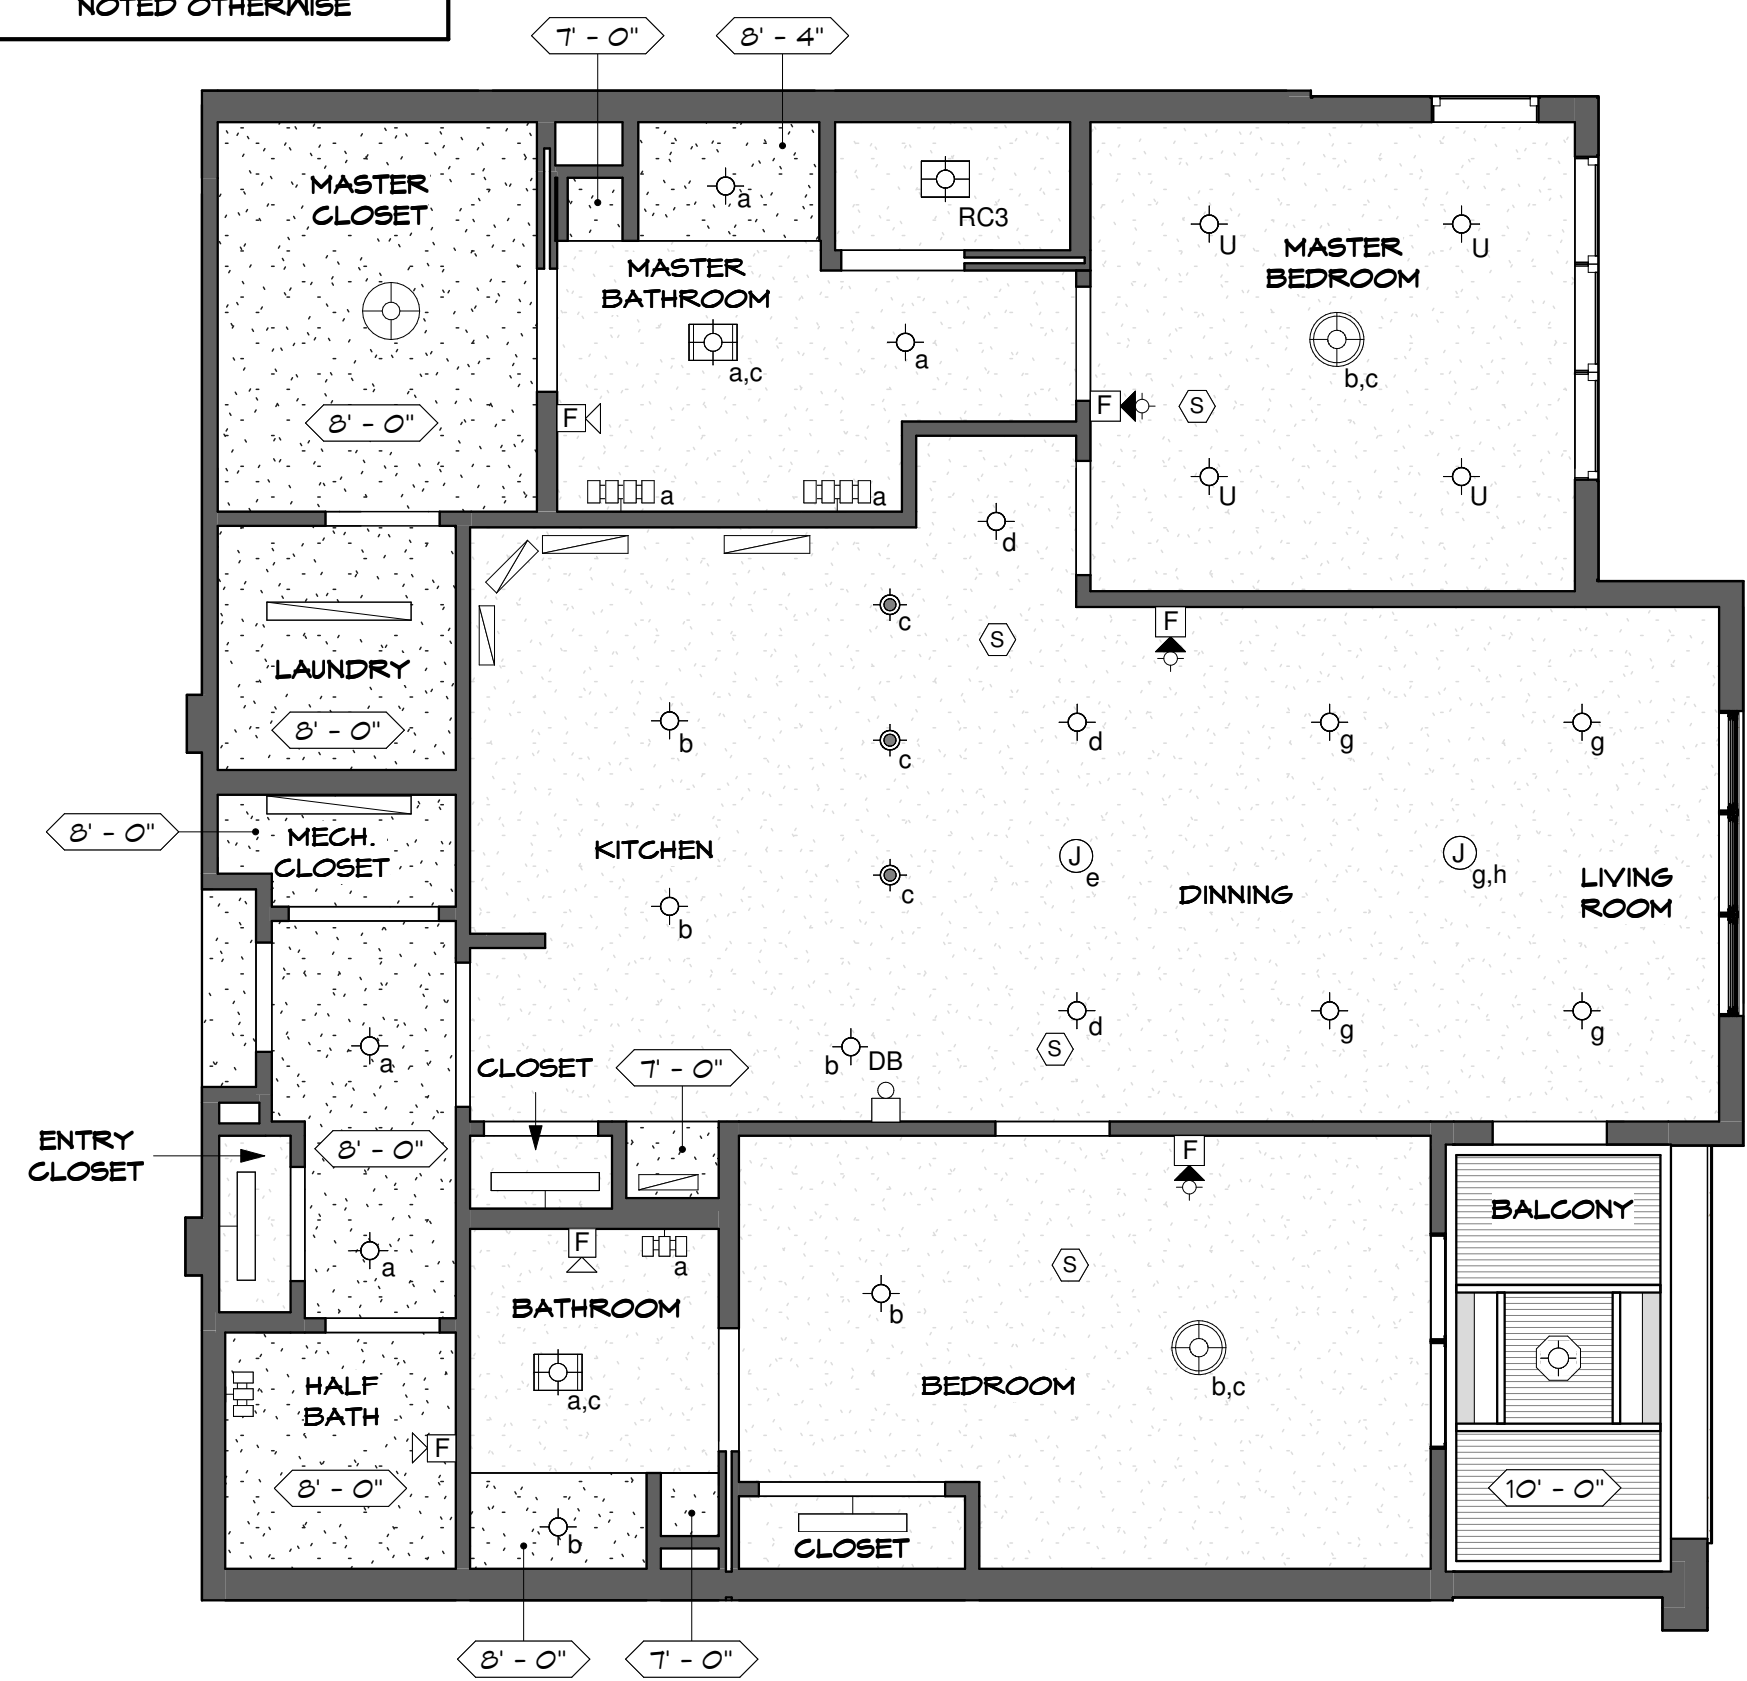 NOTED OTHERWISE
7' - 0"
8' - 4"
MASTER
CLOSET
a
RC3
U
U
MASTER
BEDROOM
MASTER
BATHROOM
a,c
a
b,c
8' - 0"
F
F
S
a
a
U
U
d
c
S
F
LAUNDRY
8' - 0"
b
c
d
g
g
8' - 0"
MECH.
CLOSET
KITCHEN
J
e
J
g,h
c
DINNING
LIVING
ROOM
b
d
g
g
a
CLOSET
7' - 0"
b
DB
S
ENTRY
CLOSET
8' - 0"
F
BALCONY
a
F
a
S
BATHROOM
b
HALF
BATH
a,c
BEDROOM
b,c
F
8' - 0"
10' - 0"
b
CLOSET
8' - 0"
7' - 0"